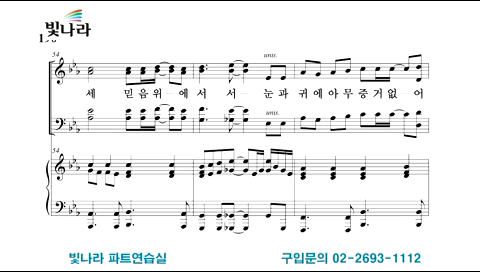 빛나라
54
unis.
세 믿음위 에서 서 눈과 귀에아무증거없 어
unis.
54
빛나라 파트연습실 구입문의 02-2693-1112